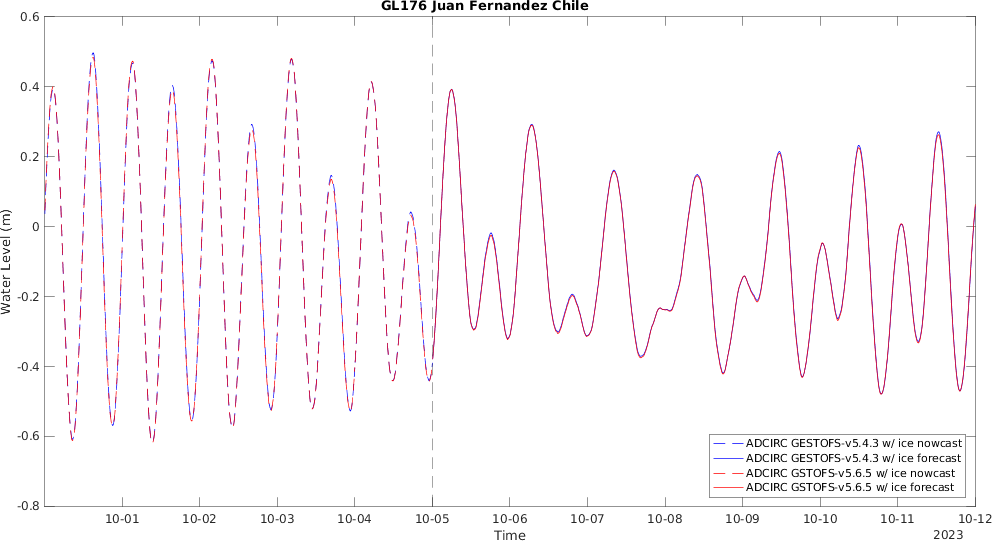 GL176 Juan Fernandez Chile
0.6
0.4
0.2
0
-0.2
-0.4
-0.6
-0.8
Water Level (m)
ADCIRC GESTOFS-v5.4.3 w/ ice nowcast
ADCIRC GESTOFS-v5.4.3 w/ ice forecast
ADCIRC GSTOFS-v5.6.5 w/ ice nowcast
ADCIRC GSTOFS-v5.6.5 w/ ice forecast
10-01 10-02 10-03 10-04 10-05 10-06 10-07 10-08 10-09 10-10 10-11 10-12
Time
2023